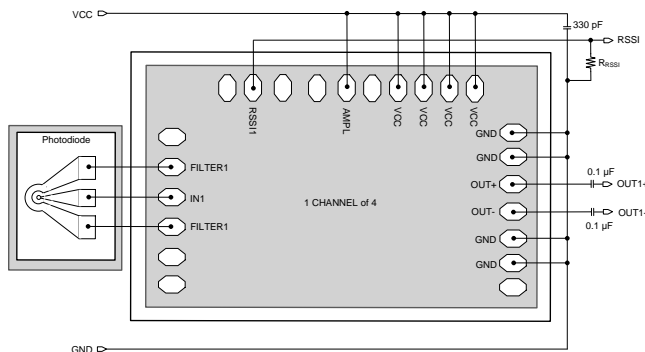 VCC
330 pF
RSSI
RRSSI
RSSI1
AMPL
VCC
VCC
VCC
VCC
Photodiode
FILTER1
IN1
FILTER1
1 CHANNEL of 4
GND
GND
OUT+
OUT-
GND
GND
0.1 µF
OUT1+
OUT1-
0.1 µF
GND